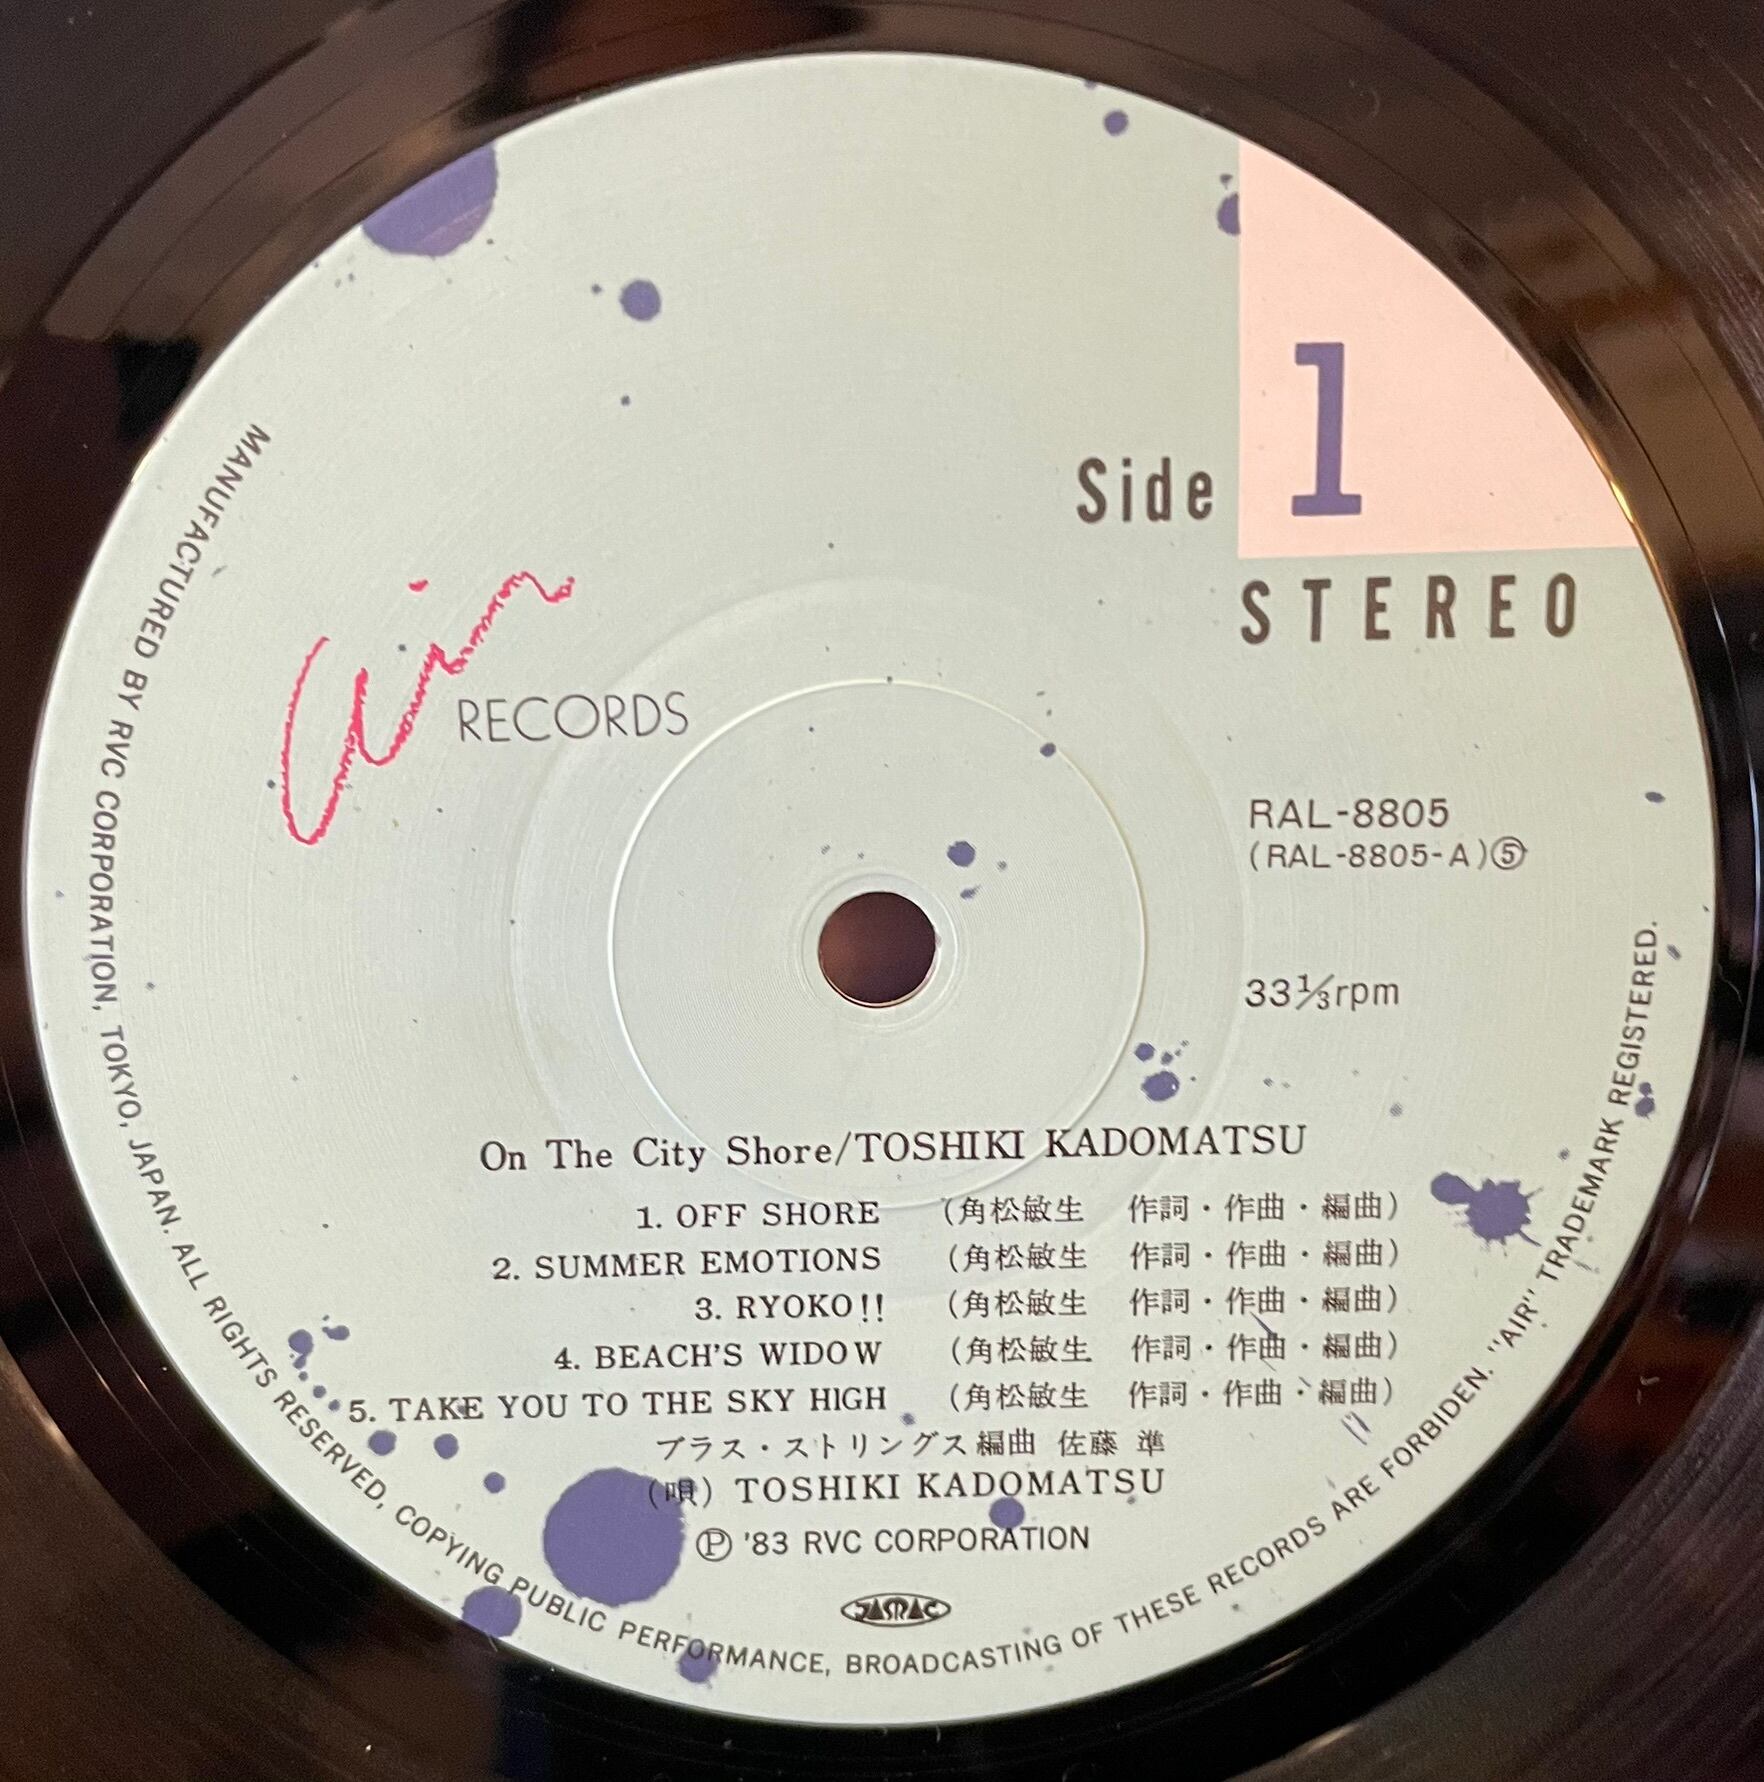 1
Side
STEREO
Air
RECORDS
RAL-8805
(RAL-8805-A)⑤
33⅓rpm
On The City Shore/TOSHIKI KADOMATSU
1. OFF SHORE (角松敏生 作詞・作曲・編曲)
2. SUMMER EMOTIONS (角松敏生 作詞・作曲・編曲)
3. RYOKO!! (角松敏生 作詞・作曲・編曲)
4. BEACH'S WIDOW (角松敏生 作詞・作曲・編曲)
5. TAKE YOU TO THE SKY HIGH (角松敏生 作詞・作曲・編曲)
ブラス・ストリングス編曲 佐藤 準
(唄) TOSHIKI KADOMATSU
Ⓟ '83 RVC CORPORATION
JASRAC
MANUFACTURED BY RVC CORPORATION, TOKYO, JAPAN. ALL RIGHTS RESERVED, COPYING PUBLIC PERFORMANCE, BROADCASTING OF THESE RECORDS ARE FORBIDEN. "AIR" TRADEMARK REGISTERED.